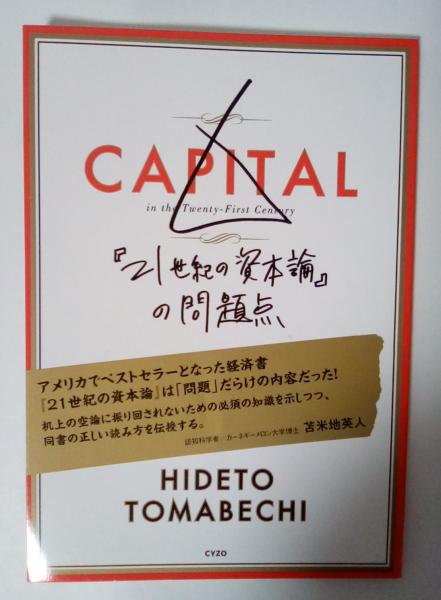 CAPITAL
in the Twenty-First Century
『21世紀の資本論』
の問題点
アメリカでベストセラーとなった経済書
『21世紀の資本論』は「問題」だらけの内容だった!
机上の空論に振り回されないための必須の知識を示しつつ、
同書の正しい読み方を伝授する。
認知科学者/カーネギーメロン大学博士 苫米地英人
HIDETO
TOMABECHI
CYZO